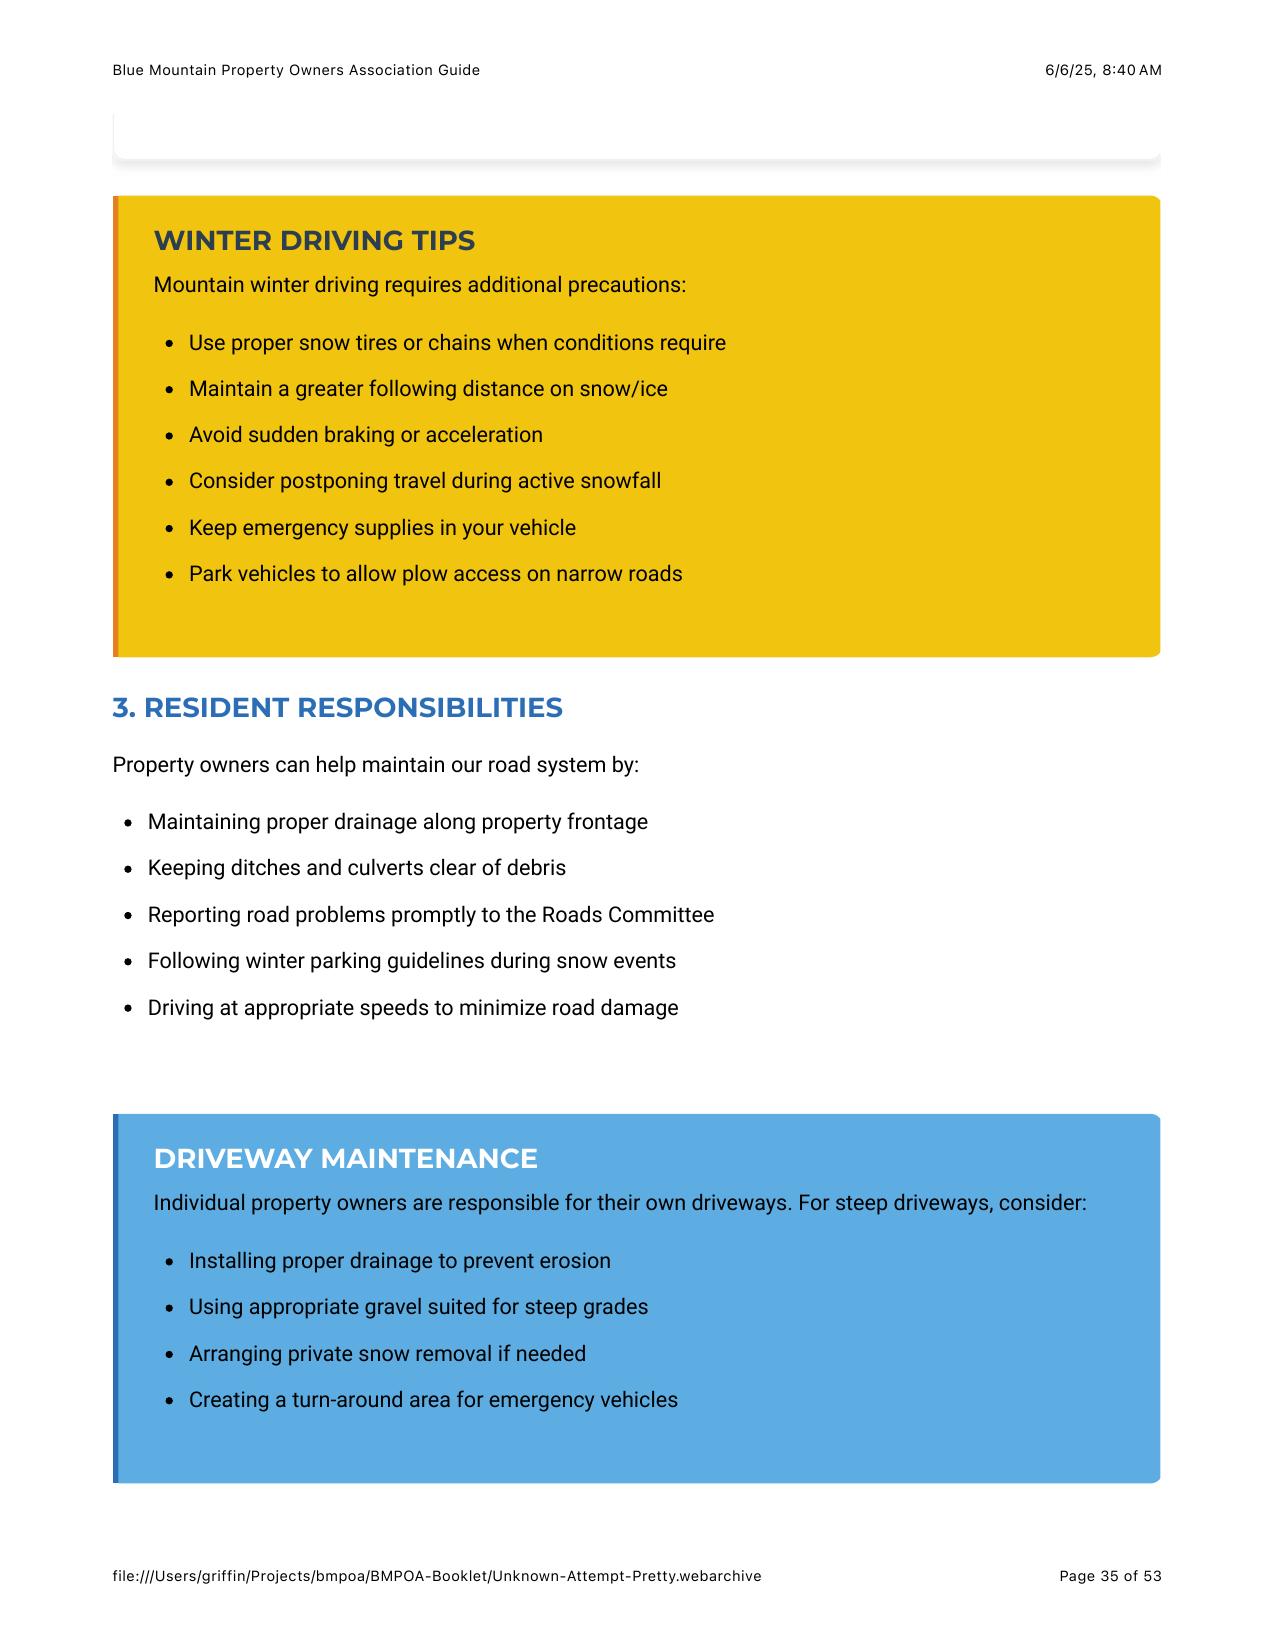 Blue Mountain Property Owners Association Guide
6/6/25, 8:40 AM
WINTER DRIVING TIPS
Mountain winter driving requires additional precautions:
• Use proper snow tires or chains when conditions require
• Maintain a greater following distance on snow/ice
• Avoid sudden braking or acceleration
• Consider postponing travel during active snowfall
• Keep emergency supplies in your vehicle
• Park vehicles to allow plow access on narrow roads
3. RESIDENT RESPONSIBILITIES
Property owners can help maintain our road system by:
• Maintaining proper drainage along property frontage
• Keeping ditches and culverts clear of debris
• Reporting road problems promptly to the Roads Committee
• Following winter parking guidelines during snow events
• Driving at appropriate speeds to minimize road damage
DRIVEWAY MAINTENANCE
Individual property owners are responsible for their own driveways. For steep driveways, consider:
• Installing proper drainage to prevent erosion
• Using appropriate gravel suited for steep grades
• Arranging private snow removal if needed
• Creating a turn-around area for emergency vehicles
file:///Users/griffin/Projects/bmpoa/BMPOA-Booklet/Unknown-Attempt-Pretty.webarchive
Page 35 of 53